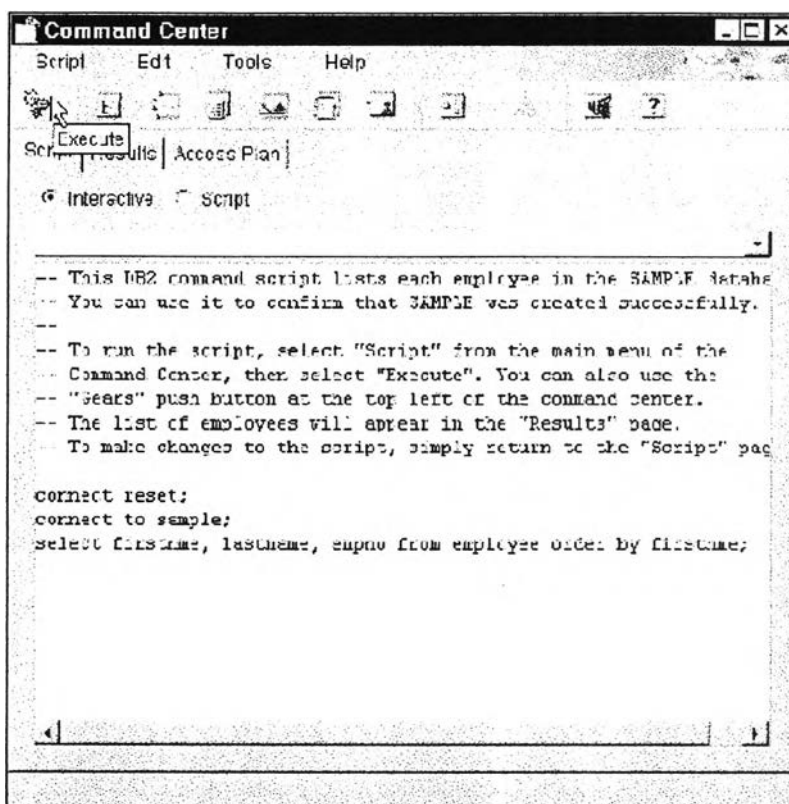 Command Center
Script Edit Tools Help
Execute
Script Results Access Plan
Interactive Script
-- This DB2 command script lists each employee in the SAMPLE databa
-- You can use it to confirm that SAMPLE was created successfully.
--
-- To run the script, select "Script" from the main menu of the
-- Command Center, then select "Execute". You can also use the
-- "Gears" push button at the top left of the command center.
-- The list of employees will appear in the "Results" page.
-- To make changes to the script, simply return to the "Script" pag
connect reset;
connect to sample;
select firstnme, lastname, empno from employee order by firstnme;